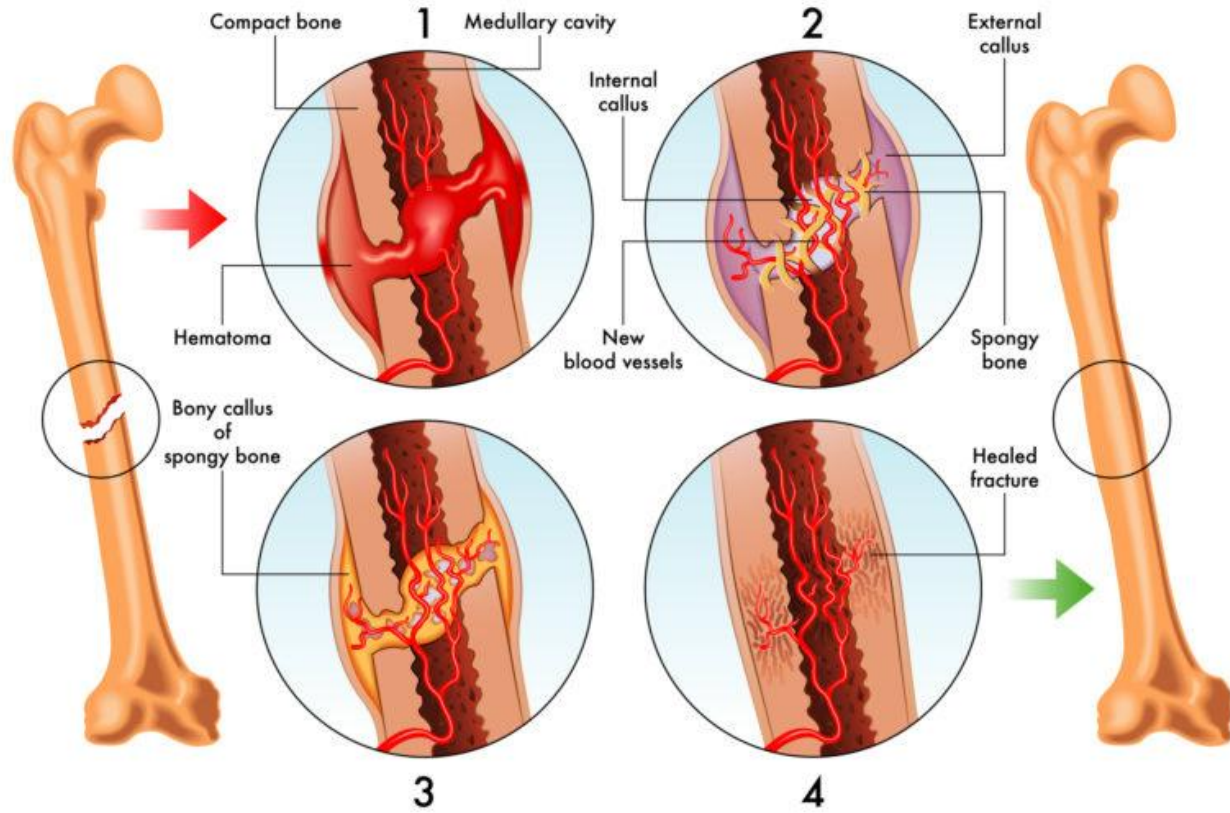 Compact bone
1
Medullary cavity
2
External
callus
Internal
callus
Hematoma
New
blood vessels
Spongy
bone
Bony callus
of
spongy bone
Healed
fracture
3
4